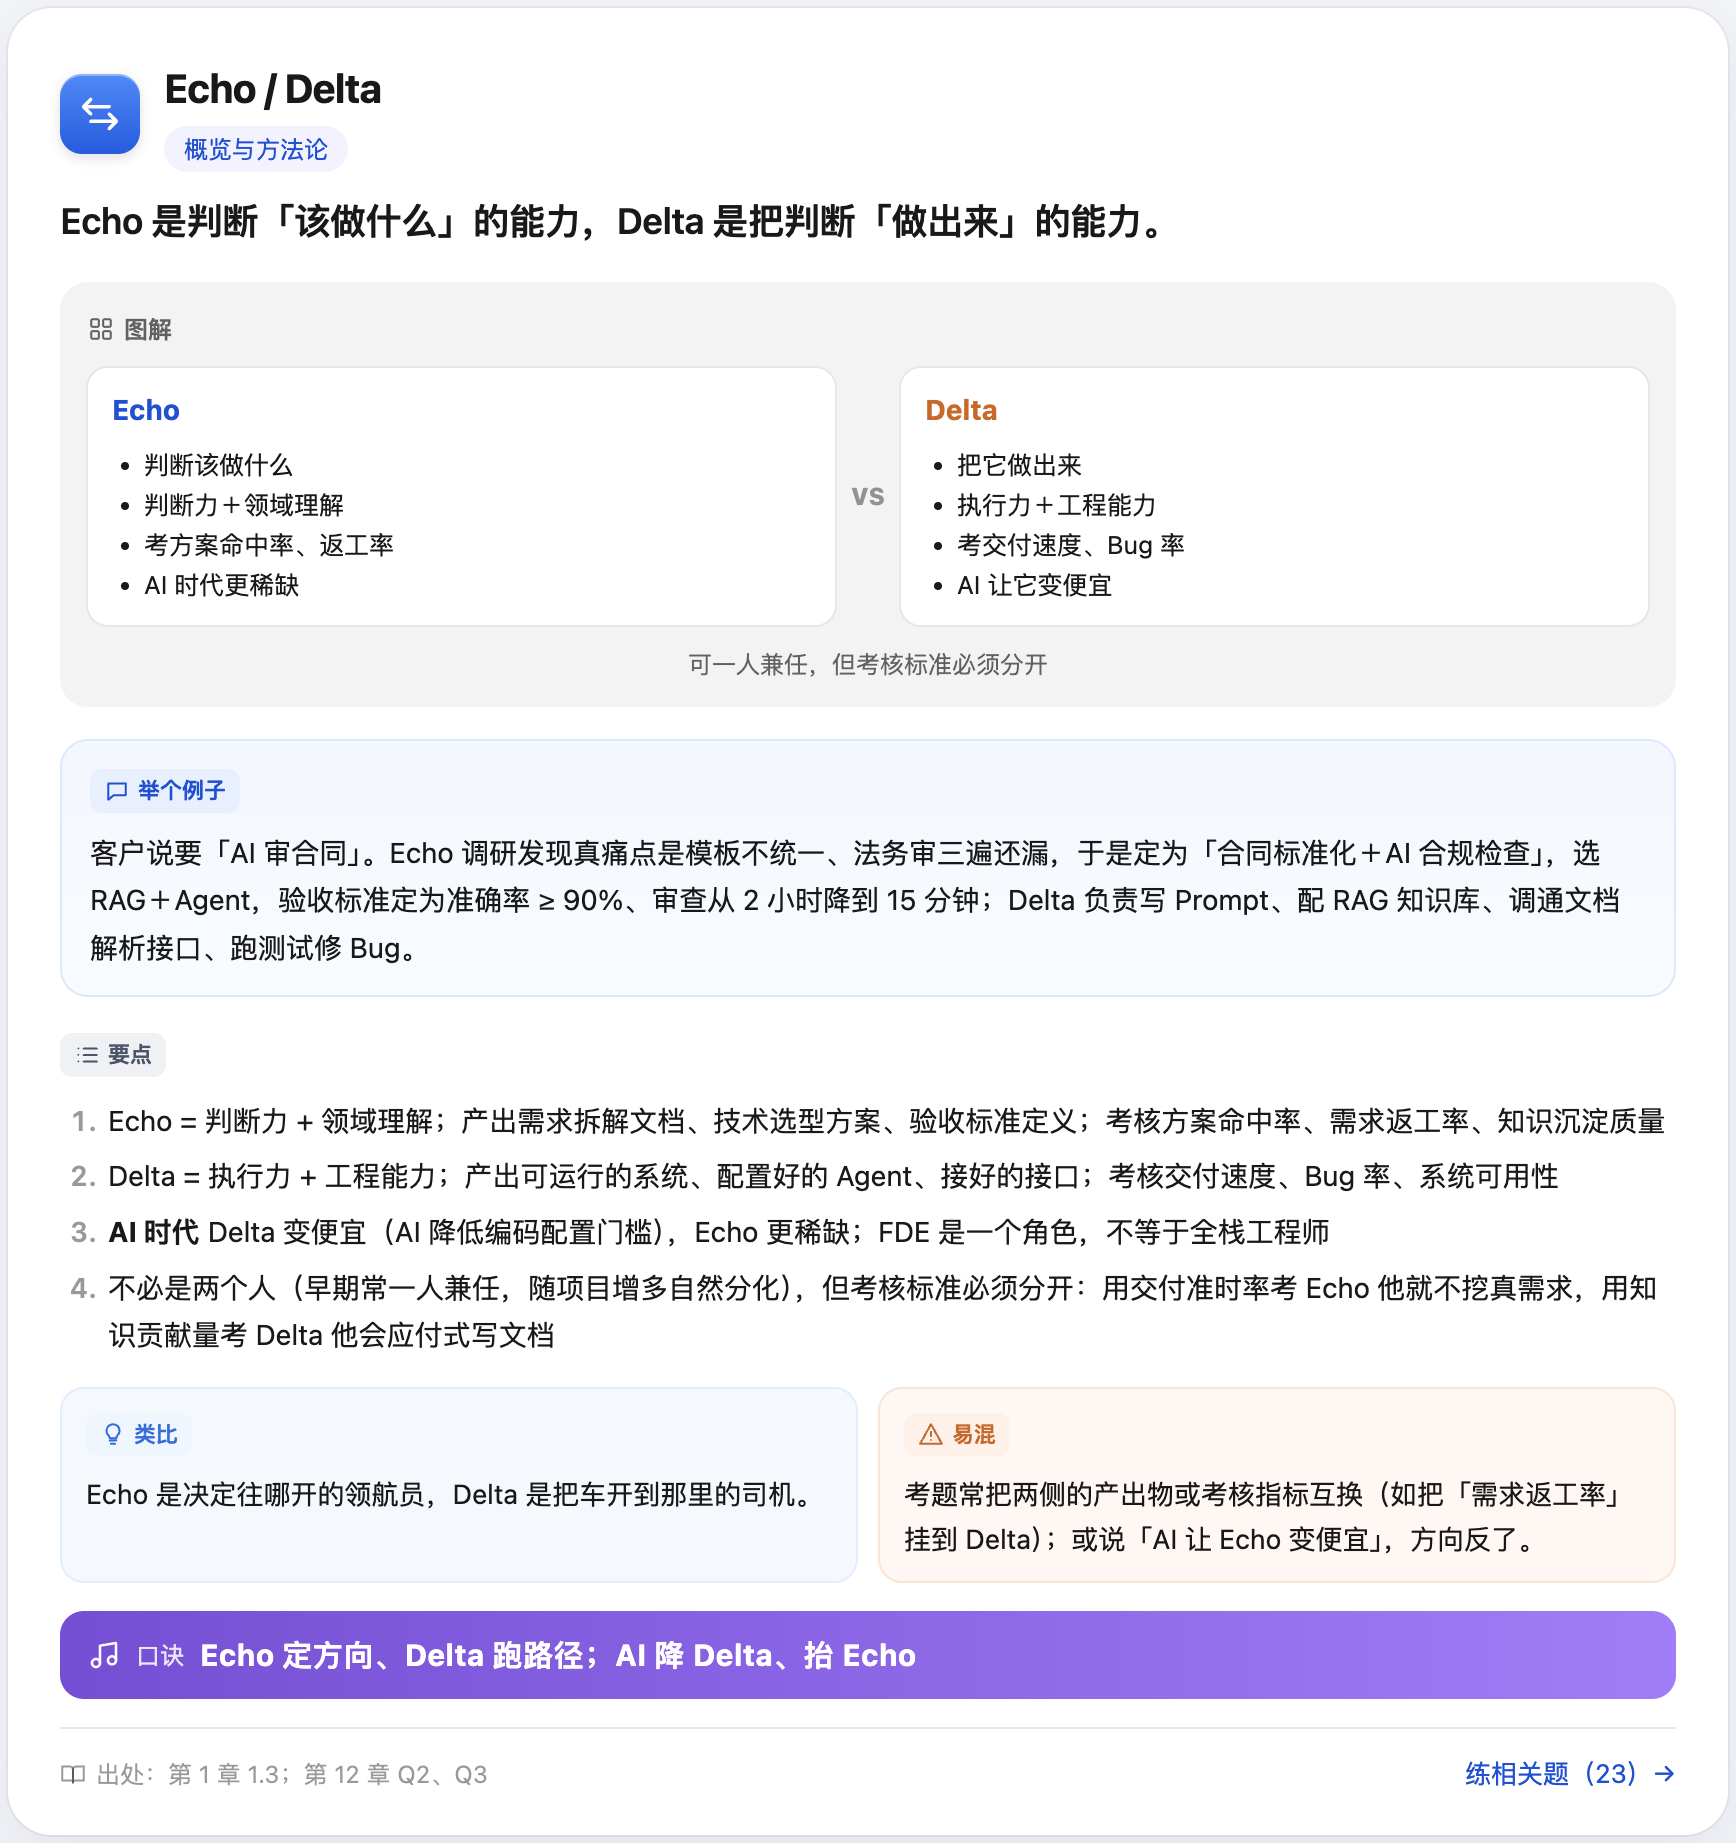 Echo / Delta
概览与方法论
Echo 是判断「该做什么」的能力，Delta 是把判断「做出来」的能力。
图解
Echo
• 判断该做什么
• 判断力＋领域理解
• 考方案命中率、返工率
• AI 时代更稀缺
vs
Delta
• 把它做出来
• 执行力＋工程能力
• 考交付速度、Bug 率
• AI 让它变便宜
可一人兼任，但考核标准必须分开
举个例子
客户说要「AI 审合同」。Echo 调研发现真痛点是模板不统一、法务审三遍还漏，于是定为「合同标准化＋AI 合规检查」，选
RAG＋Agent，验收标准定为准确率 ≥ 90%、审查从 2 小时降到 15 分钟；Delta 负责写 Prompt、配 RAG 知识库、调通文档
解析接口、跑测试修 Bug。
要点
1. Echo = 判断力 + 领域理解；产出需求拆解文档、技术选型方案、验收标准定义；考核方案命中率、需求返工率、知识沉淀质量
2. Delta = 执行力 + 工程能力；产出可运行的系统、配置好的 Agent、接好的接口；考核交付速度、Bug 率、系统可用性
3. AI 时代 Delta 变便宜（AI 降低编码配置门槛），Echo 更稀缺；FDE 是一个角色，不等于全栈工程师
4. 不必是两个人（早期常一人兼任，随项目增多自然分化），但考核标准必须分开：用交付准时率考 Echo 他就不挖真需求，用知
识贡献量考 Delta 他会应付式写文档
类比
Echo 是决定往哪开的领航员，Delta 是把车开到那里的司机。
易混
考题常把两侧的产出物或考核指标互换（如把「需求返工率」
挂到 Delta）；或说「AI 让 Echo 变便宜」，方向反了。
口诀 Echo 定方向、Delta 跑路径；AI 降 Delta、抬 Echo
出处：第 1 章 1.3；第 12 章 Q2、Q3
练相关题（23）→